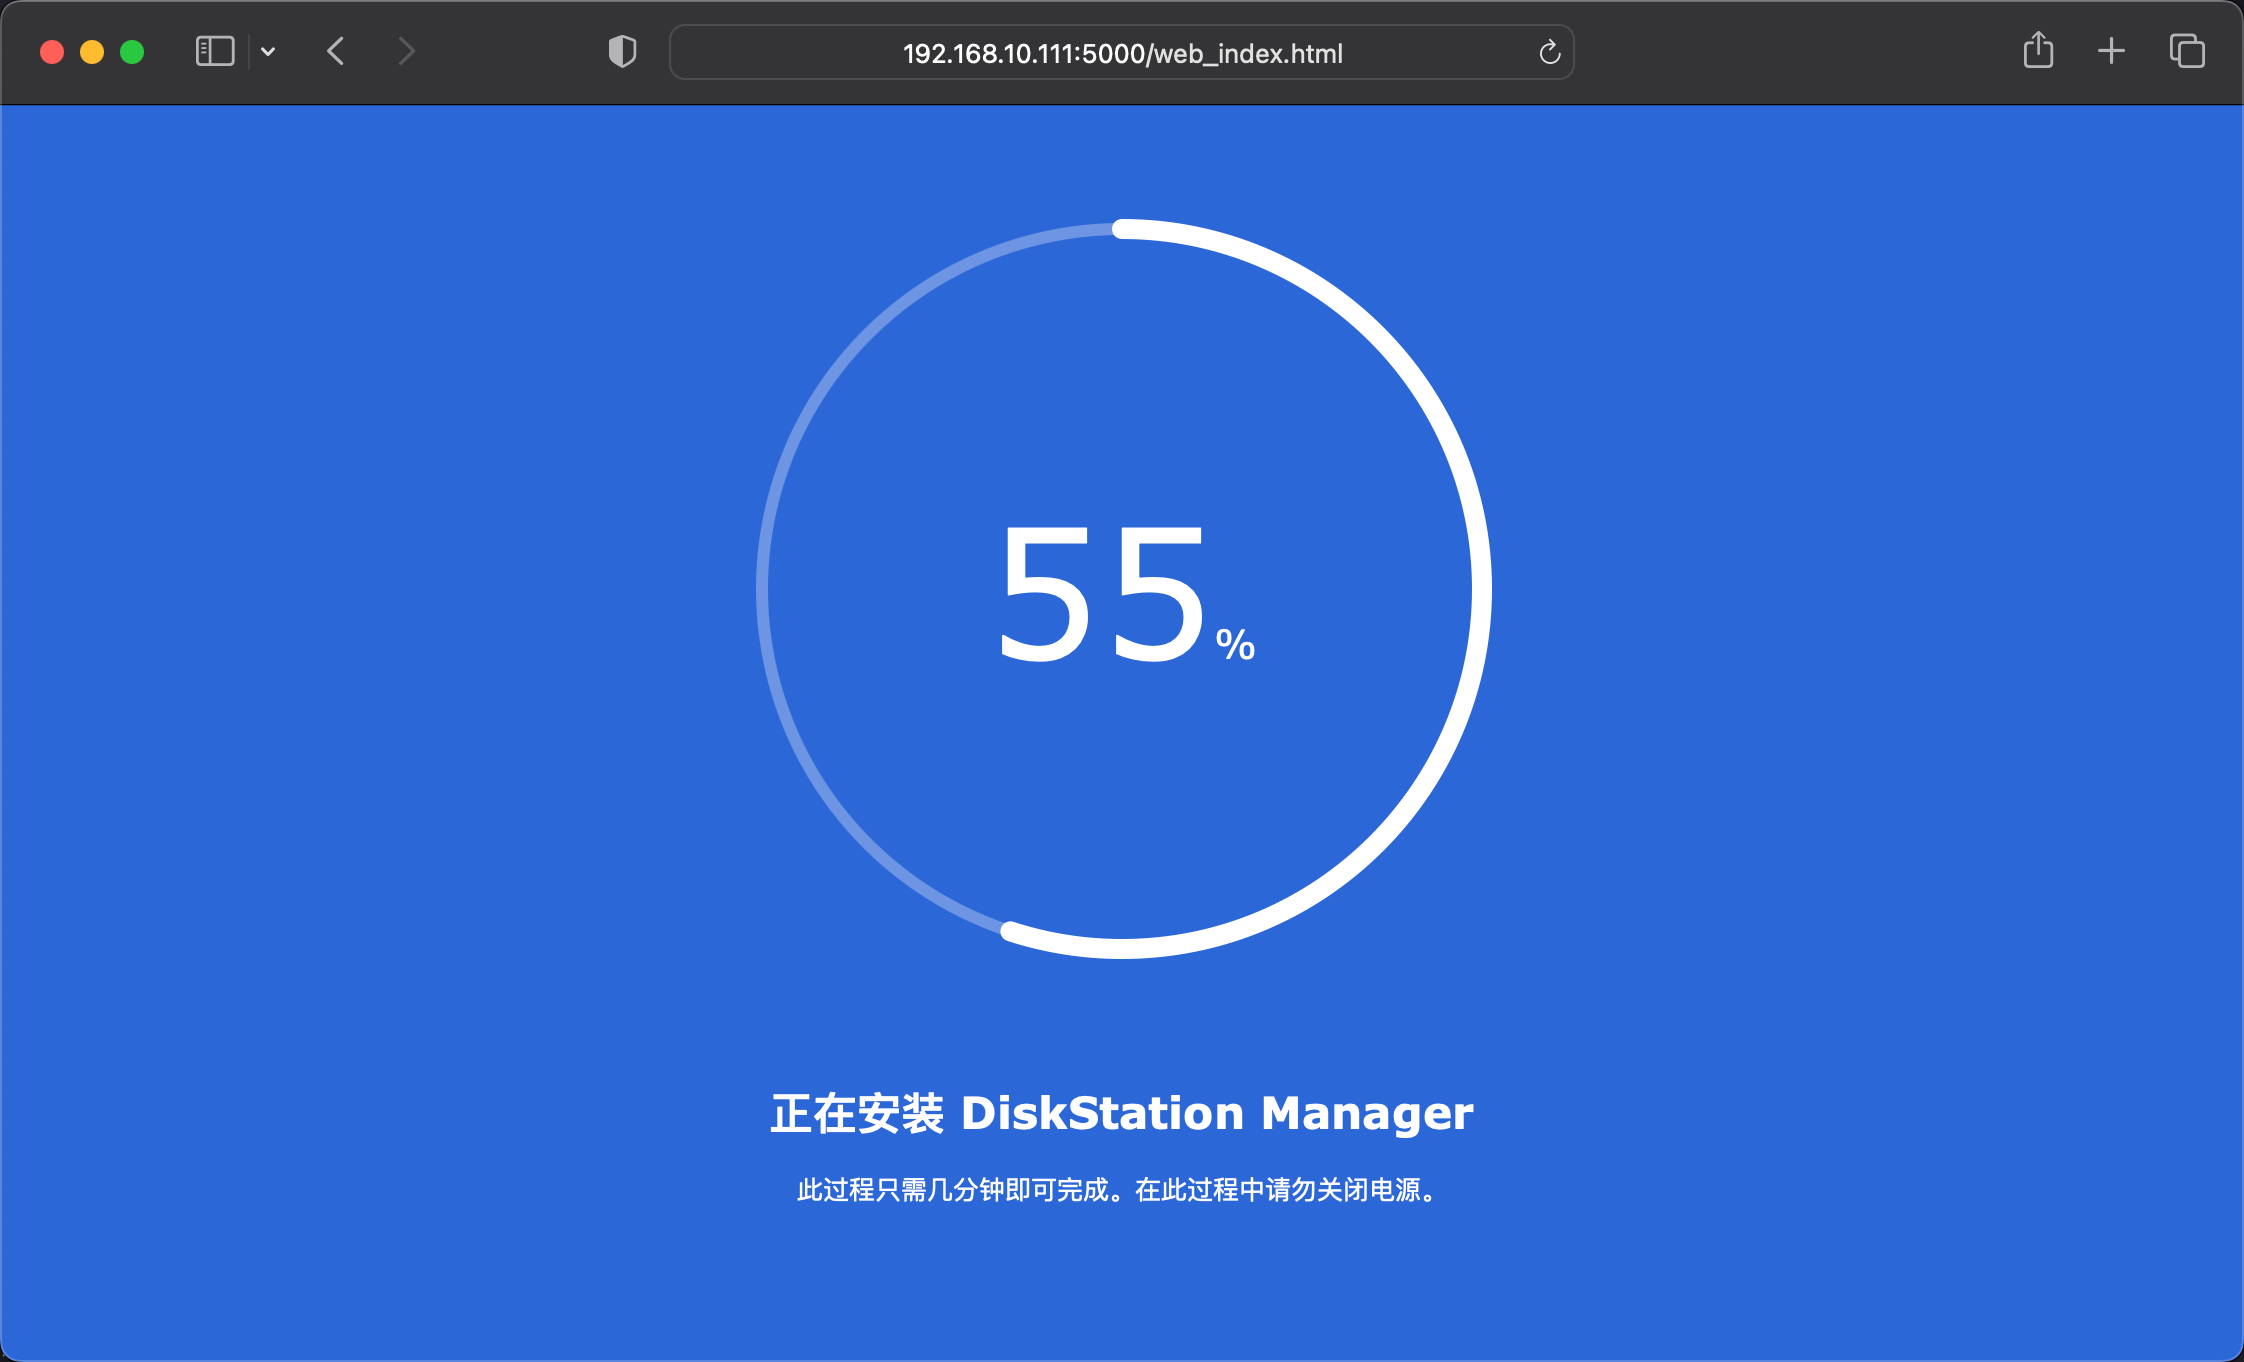 192.168.10.111:5000/web_index.html
55%
正在安装 DiskStation Manager
此过程只需几分钟即可完成。在此过程中请勿关闭电源。